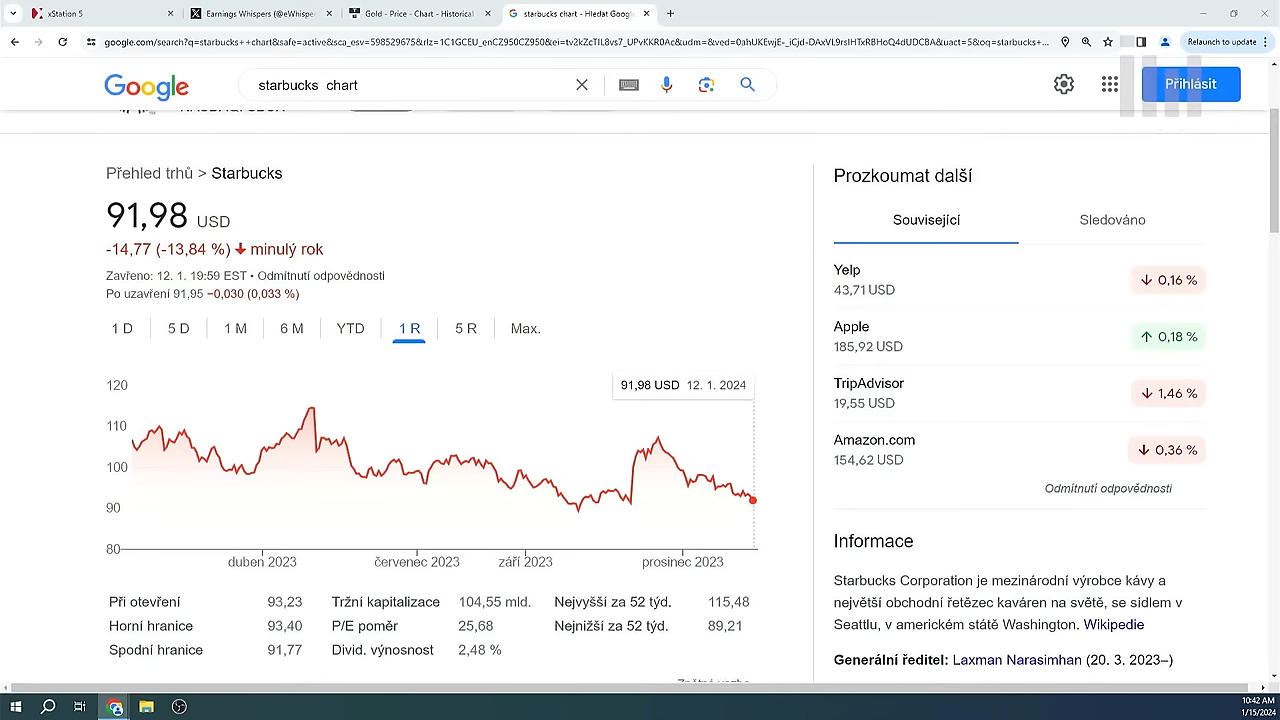 xStation 5
Earnings Whispers (@eWhisper
Gold - Price - Chart - Historical
starbucks chart - Hledat Googl
google.com/search?q=starbucks++chart&safe=active&sca_esv=598529675&rlz=1C1GCEU_enCZ950CZ950&ei=tv2kZcTIL8vs7_UPvKKR0Ac&udm=&ved=0ahUKEwjE-_iCjd-DAxVL9rsIHTxRBHoQ4dUDCBA&uact=5&oq=starbucks+...
Relaunch to update
Google
starbucks chart
Přihlásit
Přehled trhů > Starbucks
91,98 USD
-14,77 (-13,84 %) minulý rok
Zavřeno: 12. 1. 19:59 EST • Odmítnutí odpovědnosti
Po uzavření 91,95 −0,030 (0,033 %)
1 D 5 D 1 M 6 M YTD 1 R 5 R Max.
91,98 USD 12. 1. 2024
120
110
100
90
80
duben 2023 červenec 2023 září 2023 prosinec 2023
Při otevření 93,23 Tržní kapitalizace 104,55 mld. Nejvyšší za 52 týd. 115,48
Horní hranice 93,40 P/E poměr 25,68 Nejnižší za 52 týd. 89,21
Spodní hranice 91,77 Divid. výnosnost 2,48 %
Prozkoumat další
Související Sledováno
Yelp
43,71 USD
0,16 %
Apple
185,92 USD
0,18 %
TripAdvisor
19,55 USD
1,46 %
Amazon.com
154,62 USD
0,36 %
Odmítnutí odpovědnosti
Informace
Starbucks Corporation je mezinárodní výrobce kávy a
největší obchodní řetězec kaváren na světě, se sídlem v
Seattlu, v americkém státě Washington. Wikipedie
Generální ředitel: Laxman Narasimhan (20. 3. 2023–)
10:42 AM
1/15/2024